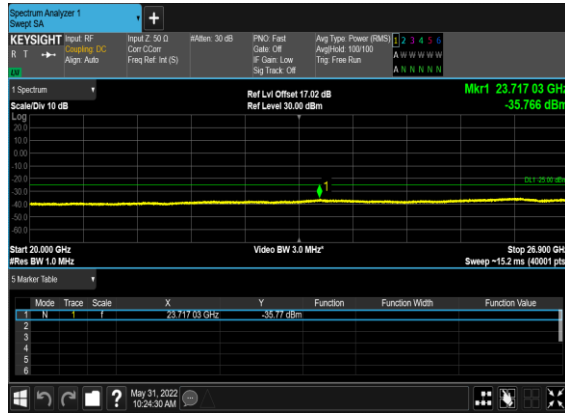 Spectrum Analyzer 1
Swept SA
+
KEYSIGHT Input: RF Input Z: 50 Ω #Atten: 30 dB PNO: Fast Avg Type: Power (RMS) 1 2 3 4 5 6
R T Coupling: DC Corr CCorr Gate: Off Avg|Hold: 100/100 A W W W W W
Align: Auto Freq Ref: Int (S) IF Gain: Low Trig: Free Run
Sig Track: Off A N N N N N
1 Spectrum Ref Lvl Offset 17.02 dB Mkr1 23.717 03 GHz
Scale/Div 10 dB Ref Level 30.00 dBm -35.766 dBm
Log
20.0
10.0
0.00
-10.0
-20.0
DL1 -25.00 dBm
1
-30.0
-40.0
-50.0
-60.0
Start 20.000 GHz Video BW 3.0 MHz* Stop 26.900 GHz
#Res BW 1.0 MHz Sweep ~15.2 ms (40001 pts)
5 Marker Table
Mode Trace Scale X Y Function Function Width Function Value
1 N 1 f 23.717 03 GHz -35.77 dBm
2
3
4
5
6
? May 31, 2022
10:24:30 AM